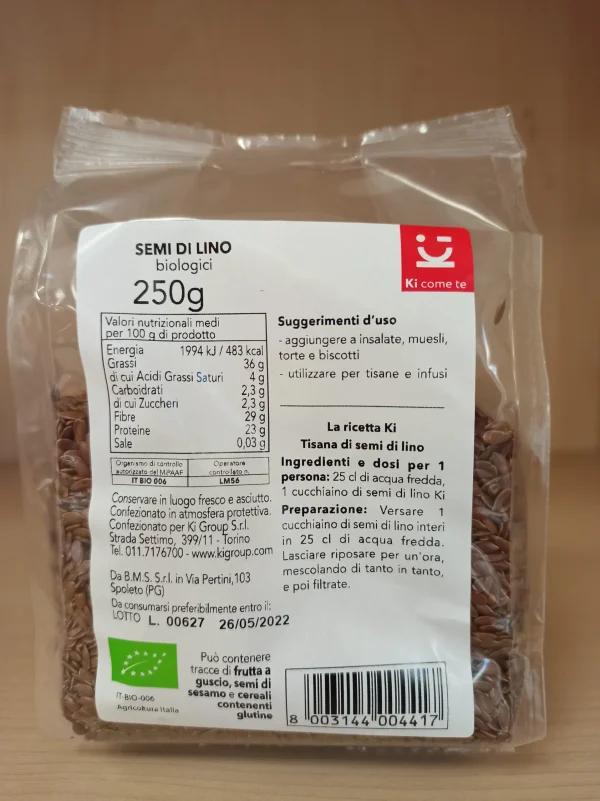 SEMI DI LINO
biologici
250g
Valori nutrizionali medi
per 100 g di prodotto
Energia 1994 kJ / 483 kcal
Grassi 36 g
di cui Acidi Grassi Saturi 4 g
Carboidrati 2,3 g
di cui Zuccheri 2,3 g
Fibre 29 g
Proteine 23 g
Sale 0,03 g
Organismo di controllo
autorizzato dal MiPAAF
IT BIO 006
Operatore
controllato n.
LM56
Conservare in luogo fresco e asciutto.
Confezionato in atmosfera protettiva.
Confezionato per Ki Group S.r.l.
Strada Settimo, 399/11 - Torino
Tel. 011.7176700 - www.kigroup.com
Da B.M.S. S.r.l. in Via Pertini,103
Spoleto (PG)
Da consumarsi preferibilmente entro il:
LOTTO L. 00627 26/05/2022
IT-BIO-006
Agricoltura Italia
Può contenere
tracce di frutta a
guscio, semi di
sesamo e cereali
contenenti
glutine
Ki
Ki come te
Suggerimenti d'uso
- aggiungere a insalate, muesli,
torte e biscotti
- utilizzare per tisane e infusi
La ricetta Ki
Tisana di semi di lino
Ingredienti e dosi per 1
persona: 25 cl di acqua fredda,
1 cucchiaino di semi di lino Ki
Preparazione: Versare 1
cucchiaino di semi di lino interi
in 25 cl di acqua fredda.
Lasciare riposare per un'ora,
mescolando di tanto in tanto,
e poi filtrate.
8 003144 004417